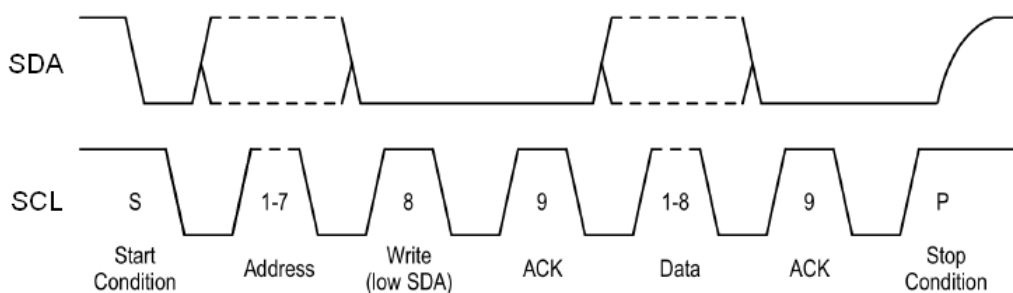 SDA
SCL
S 1-7 8 9 1-8 9 P
Start Condition
Address
Write (low SDA)
ACK
Data
ACK
Stop Condition